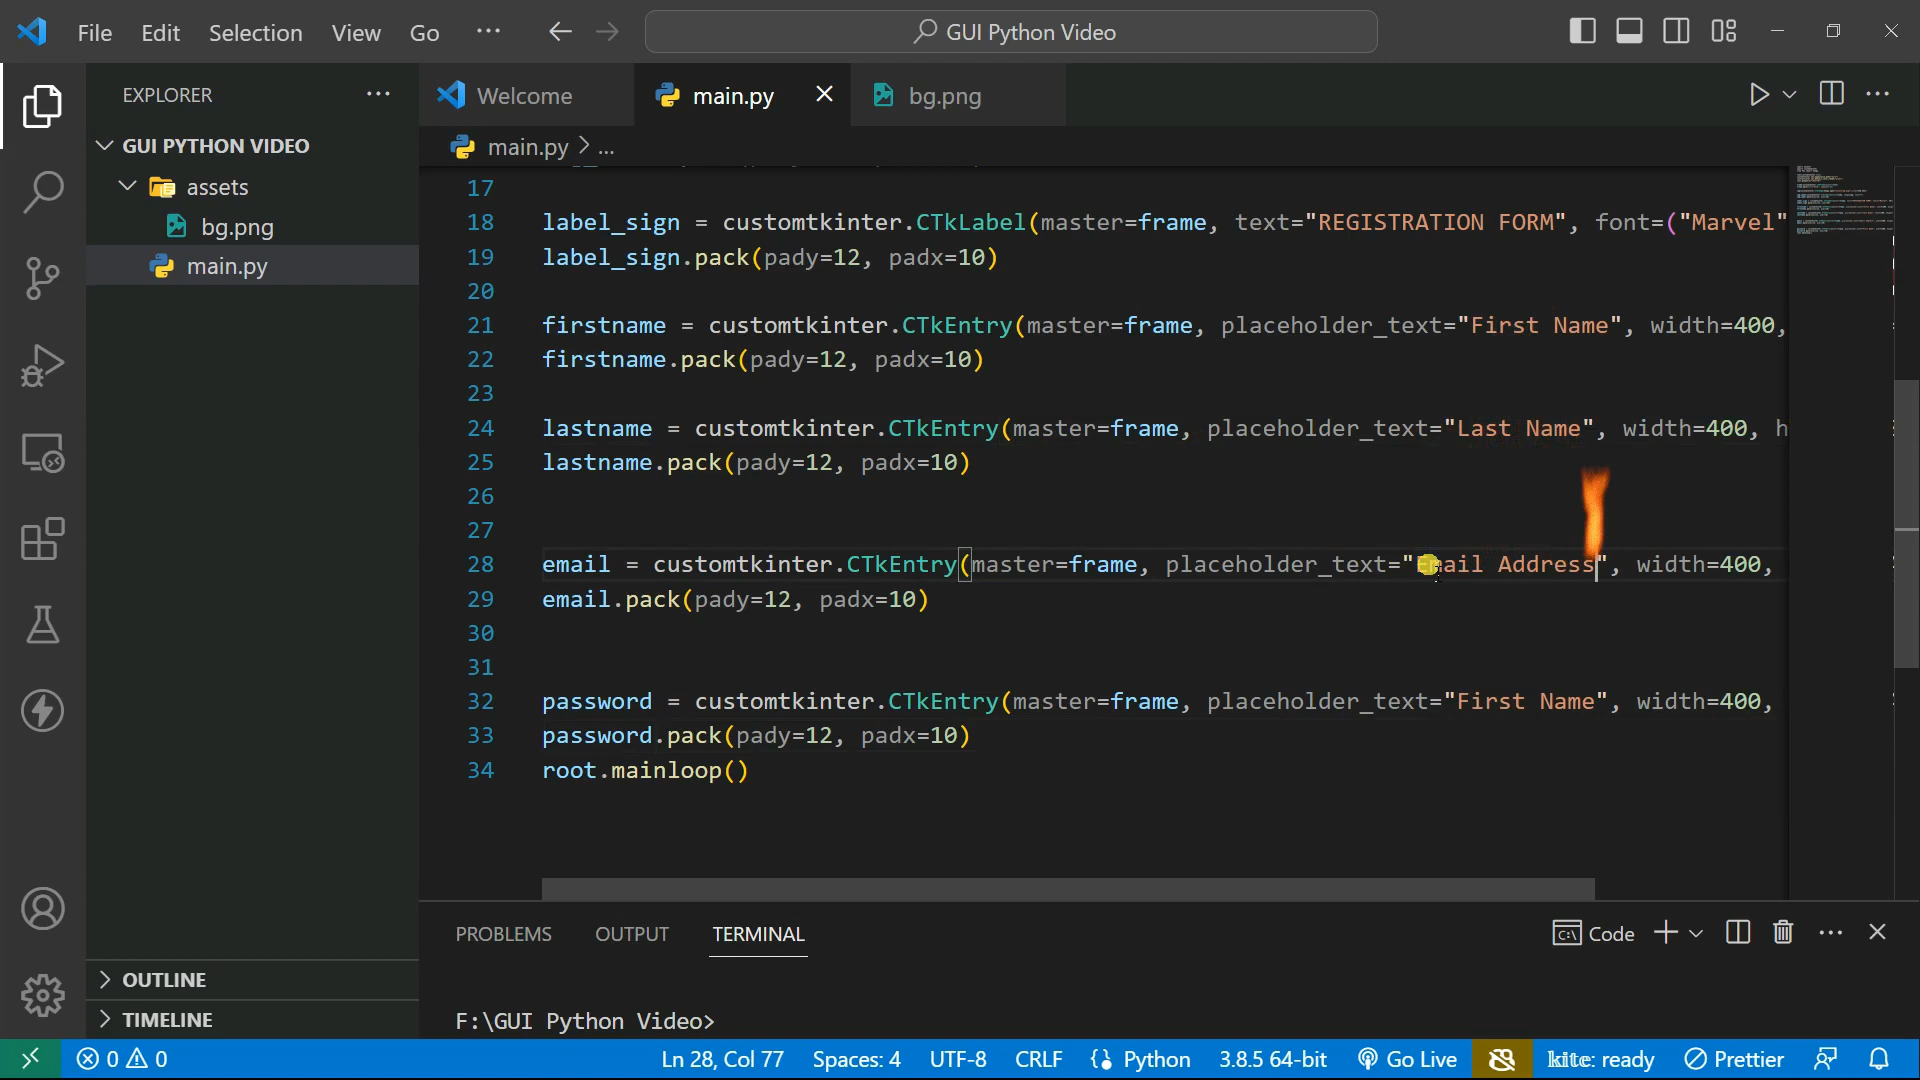 File Edit Selection View Go ··· GUI Python Video
EXPLORER ···
Welcome main.py bg.png
GUI PYTHON VIDEO
main.py > ...
assets
bg.png
main.py
17
18 label_sign = customtkinter.CTkLabel(master=frame, text="REGISTRATION FORM", font=("Marvel"
19 label_sign.pack(pady=12, padx=10)
20
21 firstname = customtkinter.CTkEntry(master=frame, placeholder_text="First Name", width=400,
22 firstname.pack(pady=12, padx=10)
23
24 lastname = customtkinter.CTkEntry(master=frame, placeholder_text="Last Name", width=400, h
25 lastname.pack(pady=12, padx=10)
26
27
28 email = customtkinter.CTkEntry(master=frame, placeholder_text="Email Address", width=400,
29 email.pack(pady=12, padx=10)
30
31
32 password = customtkinter.CTkEntry(master=frame, placeholder_text="First Name", width=400,
33 password.pack(pady=12, padx=10)
34 root.mainloop()
PROBLEMS OUTPUT TERMINAL Code
OUTLINE
TIMELINE
F:\GUI Python Video>
0 0 Ln 28, Col 77 Spaces: 4 UTF-8 CRLF Python 3.8.5 64-bit Go Live kite: ready Prettier